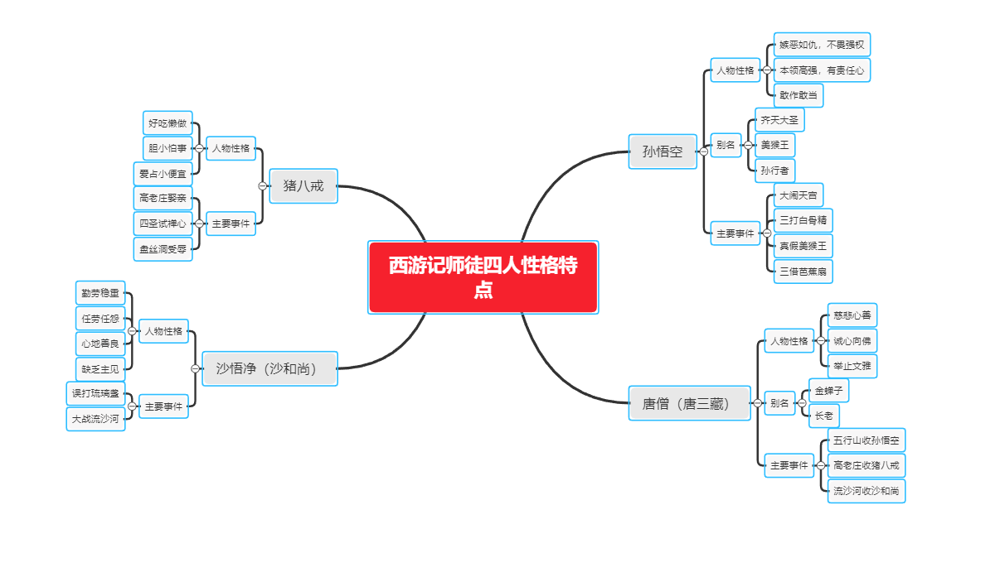 西游记师徒四人性格特
点
孙悟空
人物性格
嫉恶如仇，不畏强权
本领高强，有责任心
敢作敢当
别名
齐天大圣
美猴王
孙行者
主要事件
大闹天宫
三打白骨精
真假美猴王
三借芭蕉扇
唐僧（唐三藏）
人物性格
慈悲心善
诚心向佛
举止文雅
别名
金蝉子
长老
主要事件
五行山收孙悟空
高老庄收猪八戒
流沙河收沙和尚
猪八戒
人物性格
好吃懒做
胆小怕事
爱占小便宜
主要事件
高老庄娶亲
四圣试禅心
盘丝洞受辱
沙悟净（沙和尚）
人物性格
勤劳稳重
任劳任怨
心地善良
缺乏主见
主要事件
误打琉璃盏
大战流沙河